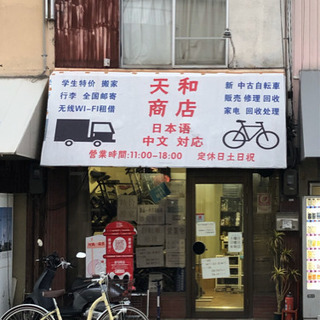 学生特价 搬家
行李 全国邮寄
无线WI-FI租借
天和
商店
日本语
中文 对应
新 中古自転車
販売 修理 回收
家电 回收处理
営業時間:11:00-18:00 定休日土日祝